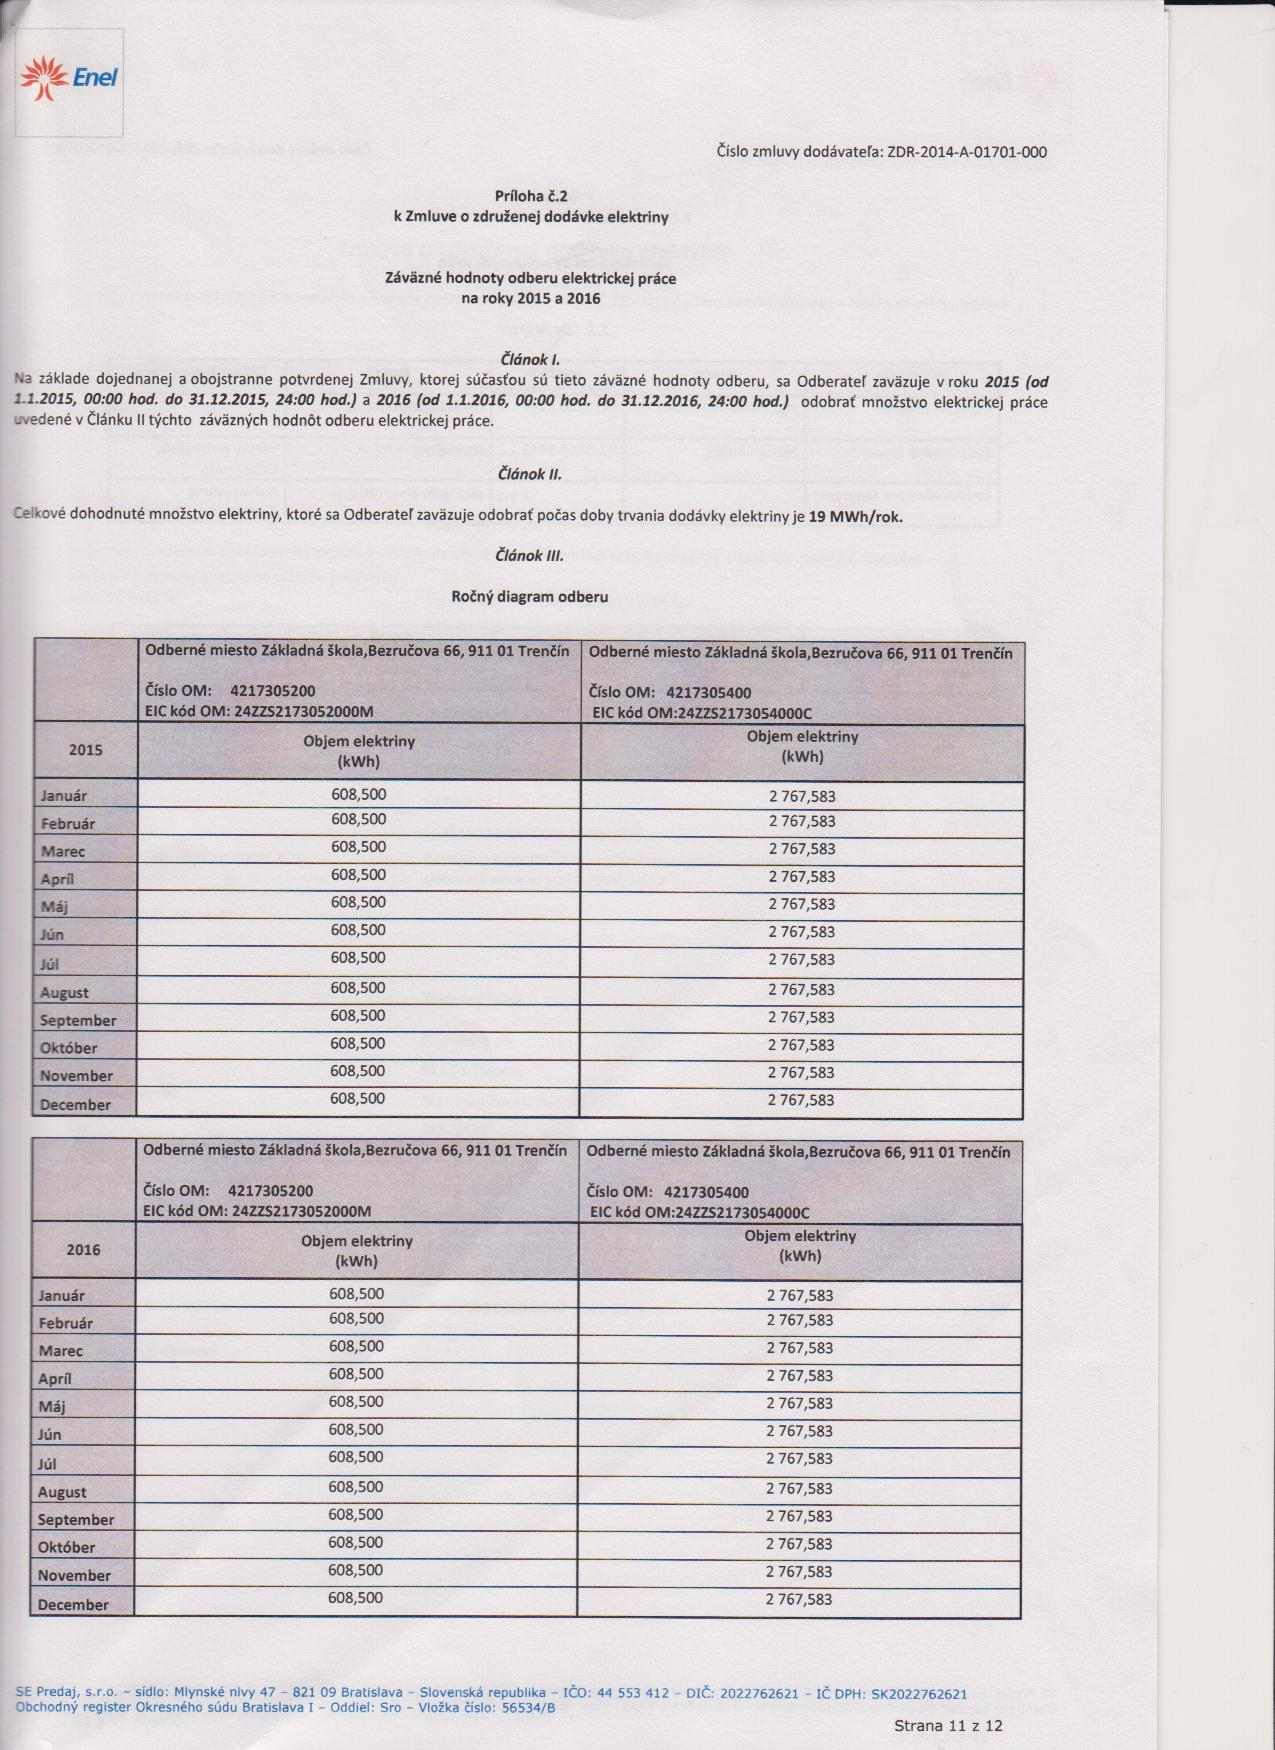 Enel
Číslo zmluvy dodávateľa: ZDR-2014-A-01701-000
Príloha č.2
k Zmluve o združenej dodávke elektriny
Záväzné hodnoty odberu elektrickej práce
na roky 2015 a 2016
Článok I.
Na základe dojednanej a obojstranne potvrdenej Zmluvy, ktorej súčasťou sú tieto záväzné hodnoty odberu, sa Odberateľ zaväzuje v roku 2015 (od
1.1.2015, 00:00 hod. do 31.12.2015, 24:00 hod.) a 2016 (od 1.1.2016, 00:00 hod. do 31.12.2016, 24:00 hod.) odobrať množstvo elektrickej práce
uvedené v Článku II týchto záväzných hodnôt odberu elektrickej práce.
Článok II.
Celkové dohodnuté množstvo elektriny, ktoré sa Odberateľ zaväzuje odobrať počas doby trvania dodávky elektriny je 19 MWh/rok.
Článok III.
Ročný diagram odberu
Odberné miesto Základná škola,Bezručova 66, 911 01 Trenčín Odberné miesto Základná škola,Bezručova 66, 911 01 Trenčín
Číslo OM: 4217305200 Číslo OM: 4217305400
EIC kód OM: 24ZZS2173052000M EIC kód OM:24ZZS2173054000C
2015 Objem elektriny (kWh) Objem elektriny (kWh)
Január 608,500 2 767,583
Február 608,500 2 767,583
Marec 608,500 2 767,583
Apríl 608,500 2 767,583
Máj 608,500 2 767,583
Jún 608,500 2 767,583
Júl 608,500 2 767,583
August 608,500 2 767,583
September 608,500 2 767,583
Október 608,500 2 767,583
November 608,500 2 767,583
December 608,500 2 767,583
Odberné miesto Základná škola,Bezručova 66, 911 01 Trenčín Odberné miesto Základná škola,Bezručova 66, 911 01 Trenčín
Číslo OM: 4217305200 Číslo OM: 4217305400
EIC kód OM: 24ZZS2173052000M EIC kód OM:24ZZS2173054000C
2016 Objem elektriny (kWh) Objem elektriny (kWh)
Január 608,500 2 767,583
Február 608,500 2 767,583
Marec 608,500 2 767,583
Apríl 608,500 2 767,583
Máj 608,500 2 767,583
Jún 608,500 2 767,583
Júl 608,500 2 767,583
August 608,500 2 767,583
September 608,500 2 767,583
Október 608,500 2 767,583
November 608,500 2 767,583
December 608,500 2 767,583
SE Predaj, s.r.o. – sídlo: Mlynské nivy 47 – 821 09 Bratislava – Slovenská republika – IČO: 44 553 412 – DIČ: 2022762621 – IČ DPH: SK2022762621
Obchodný register Okresného súdu Bratislava I – Oddiel: Sro – Vložka číslo: 56534/B
Strana 11 z 12